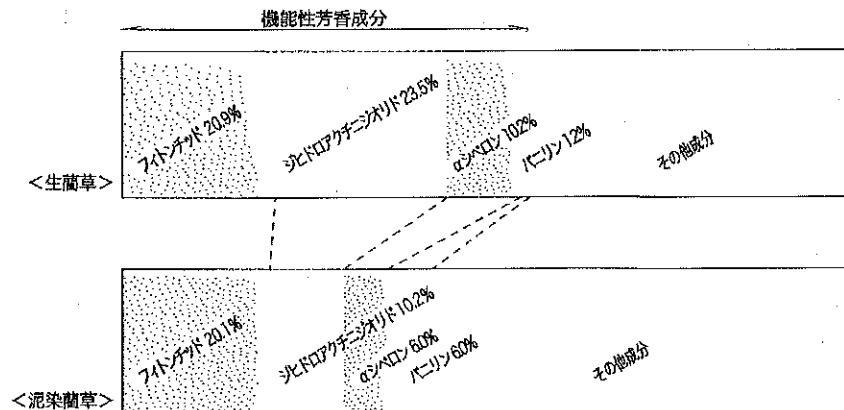 機能性芳香成分
フィトンチッド 20.9%
ジヒドロアクチニジオリド 23.5%
αシペロン 10.2%
バニリン 1.2%
その他成分
<生藺草>
フィトンチッド 20.1%
ジヒドロアクチニジオリド 10.2%
αシペロン 6.0%
バニリン 6.0%
その他成分
<泥染藺草>